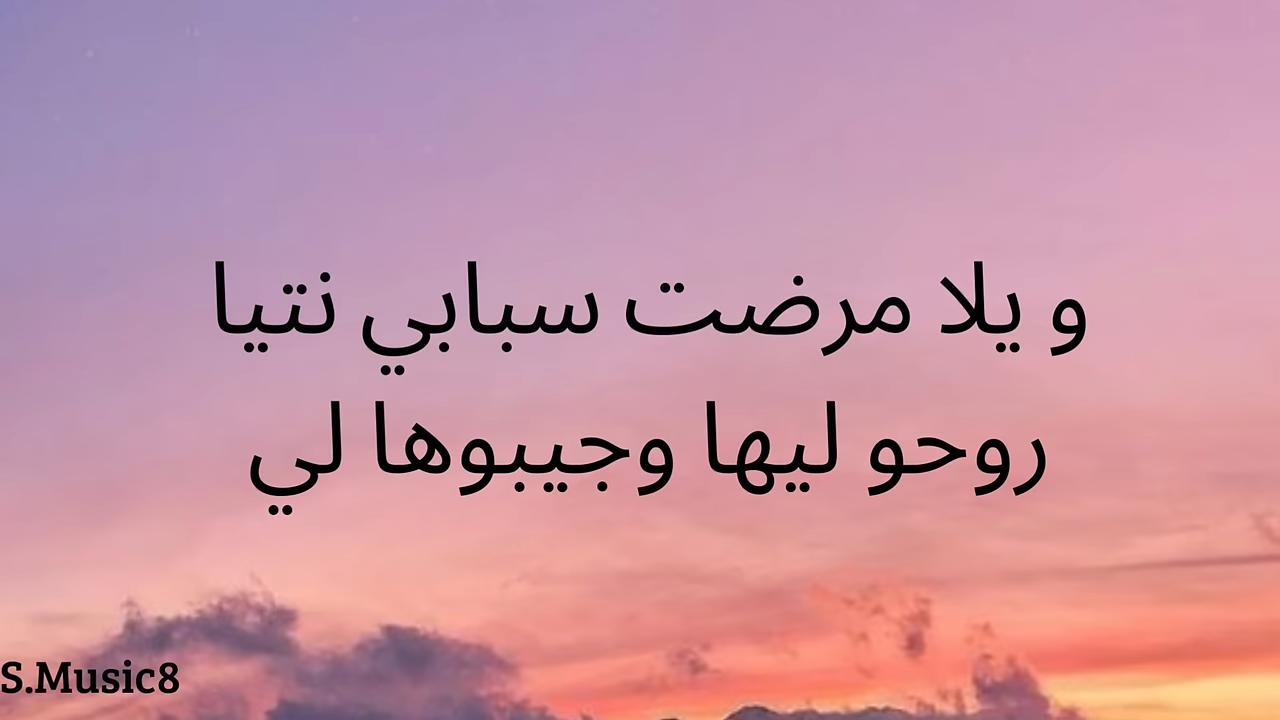 و يلا مرضت سبابي نتيا
روحو ليها وجيبوها لي
S.Music8